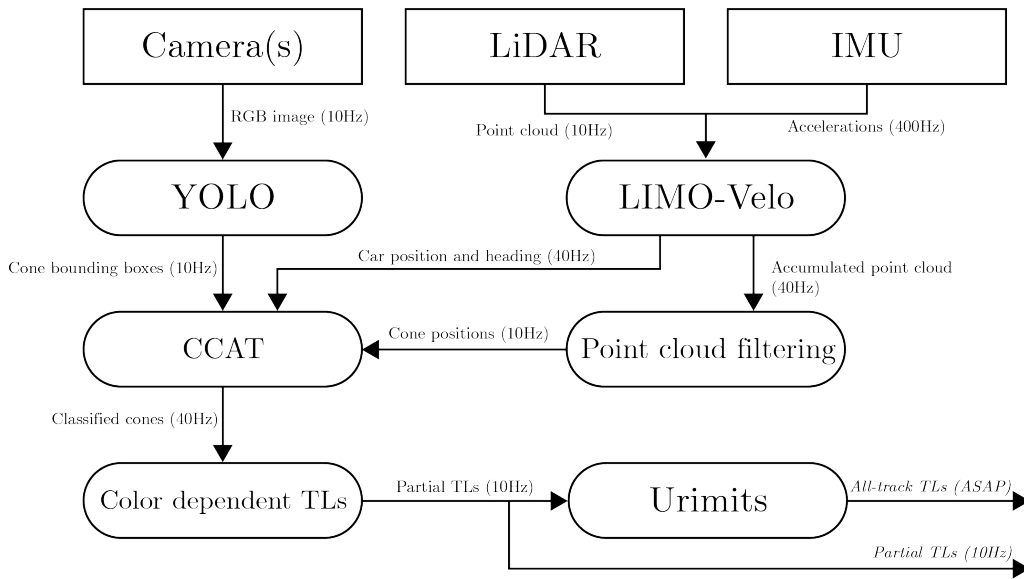 Camera(s)
LiDAR
IMU
RGB image (10Hz)
Point cloud (10Hz)
Accelerations (400Hz)
YOLO
LIMO-Velo
Cone bounding boxes (10Hz)
Car position and heading (40Hz)
Accumulated point cloud
(40Hz)
CCAT
Cone positions (10Hz)
Point cloud filtering
Classified cones (40Hz)
Color dependent TLs
Partial TLs (10Hz)
Urimits
All-track TLs (ASAP)
Partial TLs (10Hz)